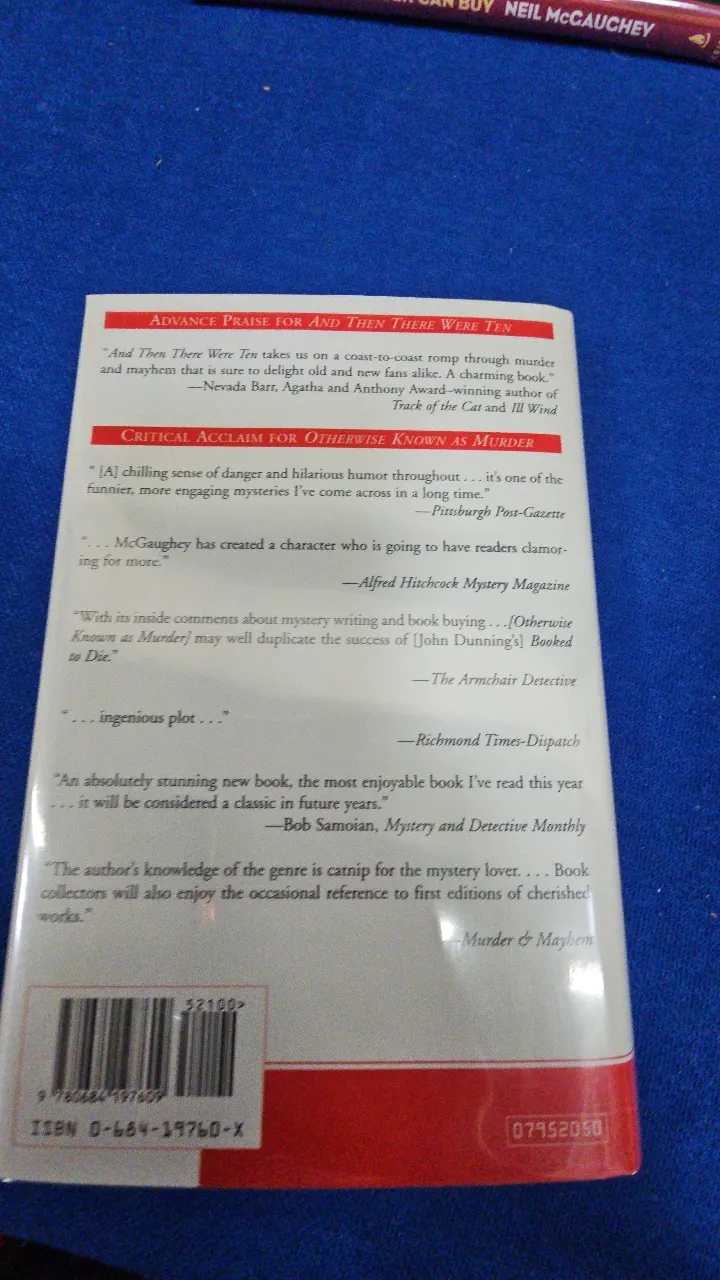 CAN BUY NEIL McGAUGHEY
ADVANCE PRAISE FOR AND THEN THERE WERE TEN
"And Then There Were Ten takes us on a coast-to-coast romp through murder
and mayhem that is sure to delight old and new fans alike. A charming book."
—Nevada Barr, Agatha and Anthony Award–winning author of
Track of the Cat and Ill Wind
CRITICAL ACCLAIM FOR OTHERWISE KNOWN AS MURDER
" [A] chilling sense of danger and hilarious humor throughout . . . it's one of the
funnier, more engaging mysteries I've come across in a long time."
—Pittsburgh Post-Gazette
". . . McGaughey has created a character who is going to have readers clamor-
ing for more."
—Alfred Hitchcock Mystery Magazine
"With its inside comments about mystery writing and book buying . . .[Otherwise
Known as Murder] may well duplicate the success of [John Dunning's] Booked
to Die."
—The Armchair Detective
". . . ingenious plot . . ."
—Richmond Times-Dispatch
"An absolutely stunning new book, the most enjoyable book I've read this year
. . . it will be considered a classic in future years."
—Bob Samoian, Mystery and Detective Monthly
"The author's knowledge of the genre is catnip for the mystery lover. . . . Book
collectors will also enjoy the occasional reference to first editions of cherished
works."
—Murder & Mayhem
52100>
9 780684 197609
ISBN 0-684-19760-X
07952050